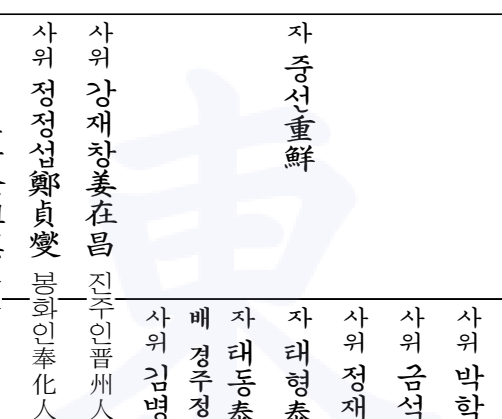 자 중선重鮮
사위 강재창姜在昌 진주인晋州人
사위 정정섭鄭貞燮 봉화인奉化人
사위 박학
사위 금석
사위 정재
자 태형泰
자 태동泰
배 경주정
사위 김병